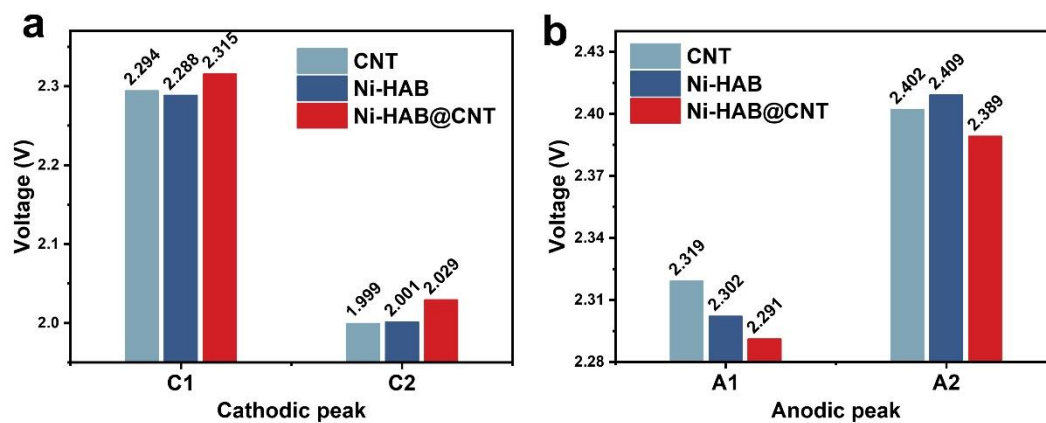 a
CNT
Ni-HAB
Ni-HAB@CNT
2.294
2.288
2.315
1.999
2.001
2.029
2.3
2.2
2.1
2.0
Voltage (V)
C1
C2
Cathodic peak
b
CNT
Ni-HAB
Ni-HAB@CNT
2.319
2.302
2.291
2.402
2.409
2.389
2.43
2.40
2.37
2.34
2.31
2.28
Voltage (V)
A1
A2
Anodic peak